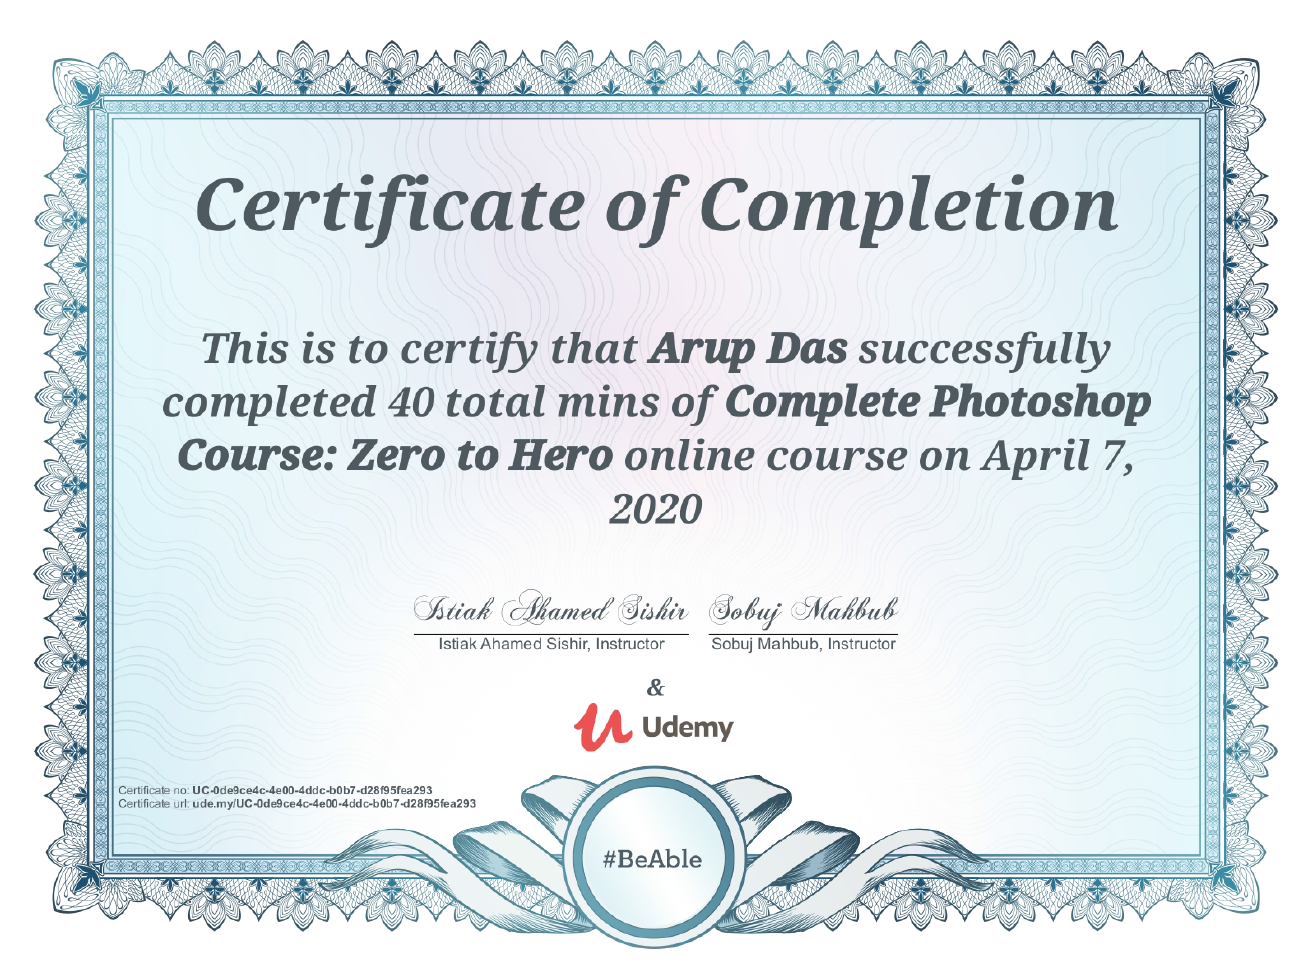 Certificate of Completion
This is to certify that Arup Das successfully
completed 40 total mins of Complete Photoshop
Course: Zero to Hero online course on April 7,
2020
Istiak Ahamed Sishir Sobuj Mahbub
Istiak Ahamed Sishir, Instructor Sobuj Mahbub, Instructor
&
Udemy
Certificate no: UC-0de9ce4c-4e00-4ddc-b0b7-d28f95fea293
Certificate url: ude.my/UC-0de9ce4c-4e00-4ddc-b0b7-d28f95fea293
#BeAble